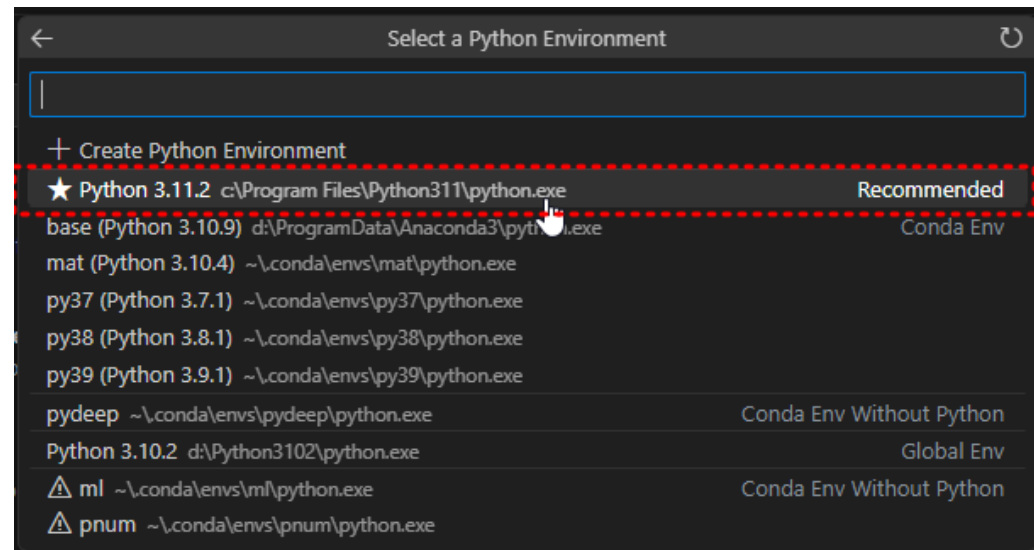 Select a Python Environment
+ Create Python Environment
★ Python 3.11.2 c:\Program Files\Python311\python.exe Recommended
base (Python 3.10.9) d:\ProgramData\Anaconda3\python.exe Conda Env
mat (Python 3.10.4) ~\.conda\envs\mat\python.exe
py37 (Python 3.7.1) ~\.conda\envs\py37\python.exe
py38 (Python 3.8.1) ~\.conda\envs\py38\python.exe
py39 (Python 3.9.1) ~\.conda\envs\py39\python.exe
pydeep ~\.conda\envs\pydeep\python.exe Conda Env Without Python
Python 3.10.2 d:\Python3102\python.exe Global Env
⚠ ml ~\.conda\envs\ml\python.exe Conda Env Without Python
⚠ pnum ~\.conda\envs\pnum\python.exe